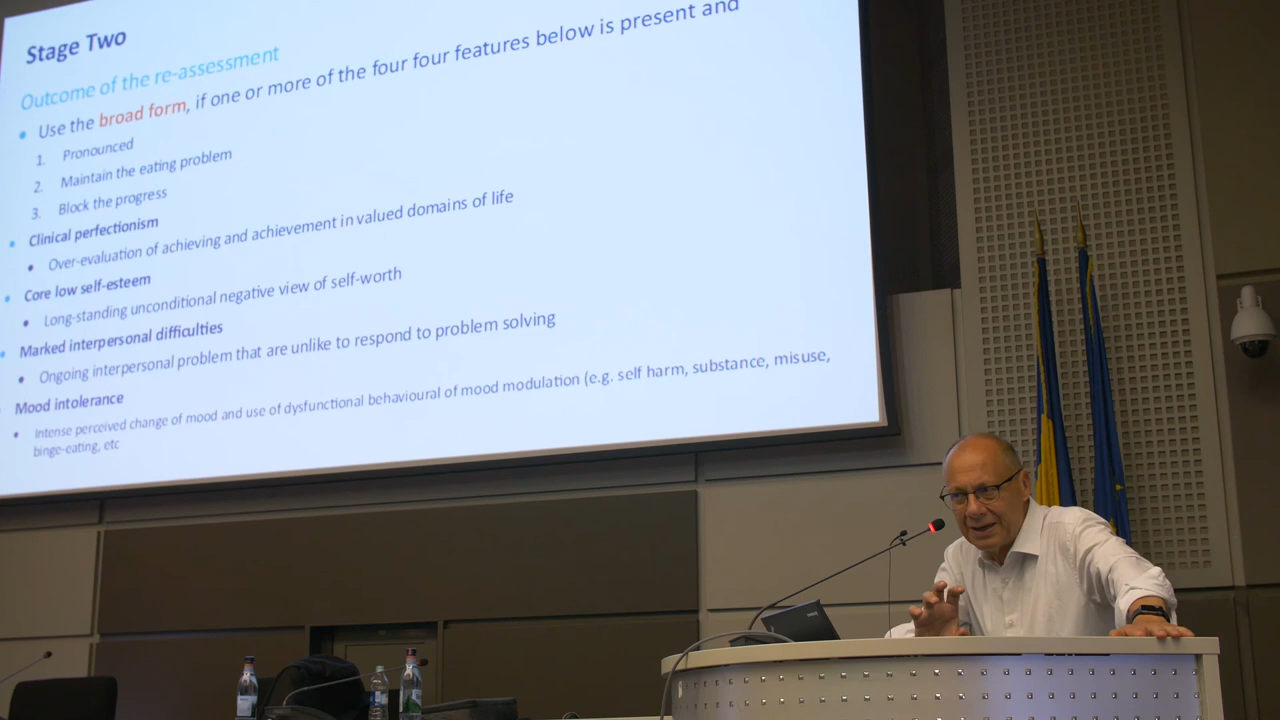 Stage Two
Outcome of the re-assessment
• Use the broad form, if one or more of the four four features below is present and
1. Pronounced
2. Maintain the eating problem
3. Block the progress
• Clinical perfectionism
• Over-evaluation of achieving and achievement in valued domains of life
• Core low self-esteem
• Long-standing unconditional negative view of self-worth
• Marked interpersonal difficulties
• Ongoing interpersonal problem that are unlike to respond to problem solving
• Mood intolerance
• Intense perceived change of mood and use of dysfunctional behavioural of mood modulation (e.g. self harm, substance, misuse,
binge-eating, etc